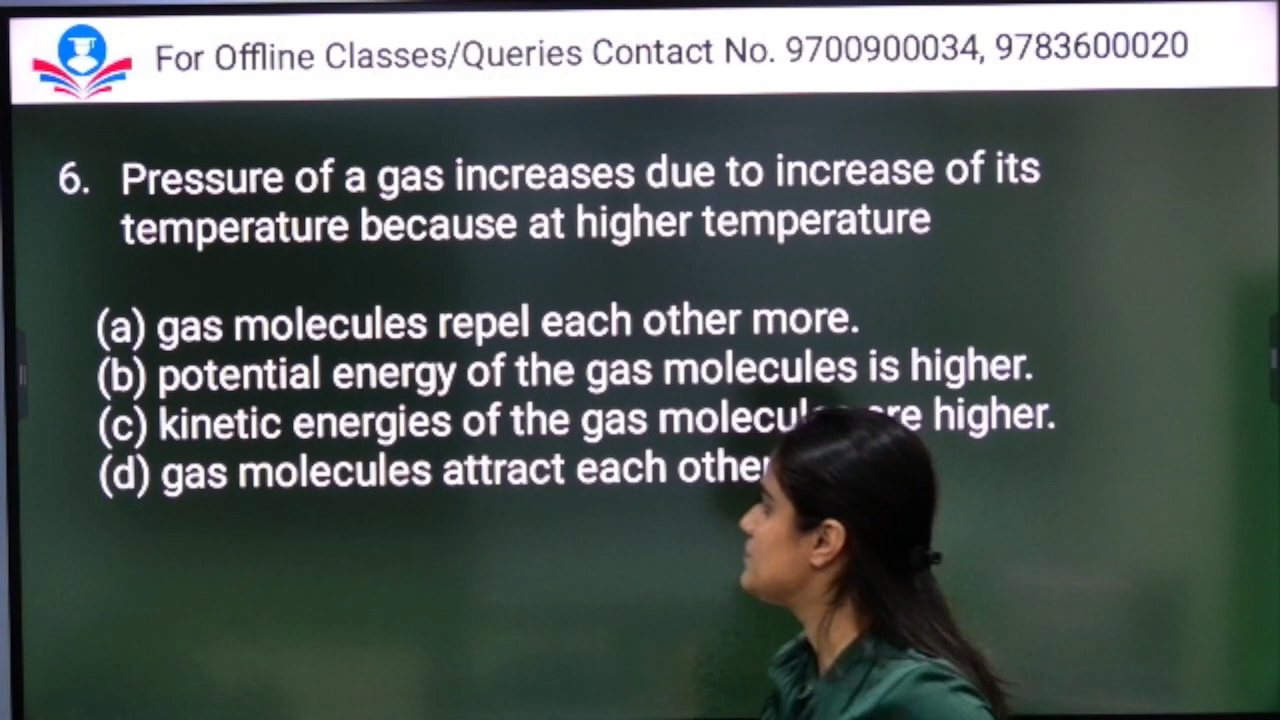 For Offline Classes/Queries Contact No. 9700900034, 9783600020
6. Pressure of a gas increases due to increase of its
temperature because at higher temperature
(a) gas molecules repel each other more.
(b) potential energy of the gas molecules is higher.
(c) kinetic energies of the gas higher.
(d) gas molecules attract each